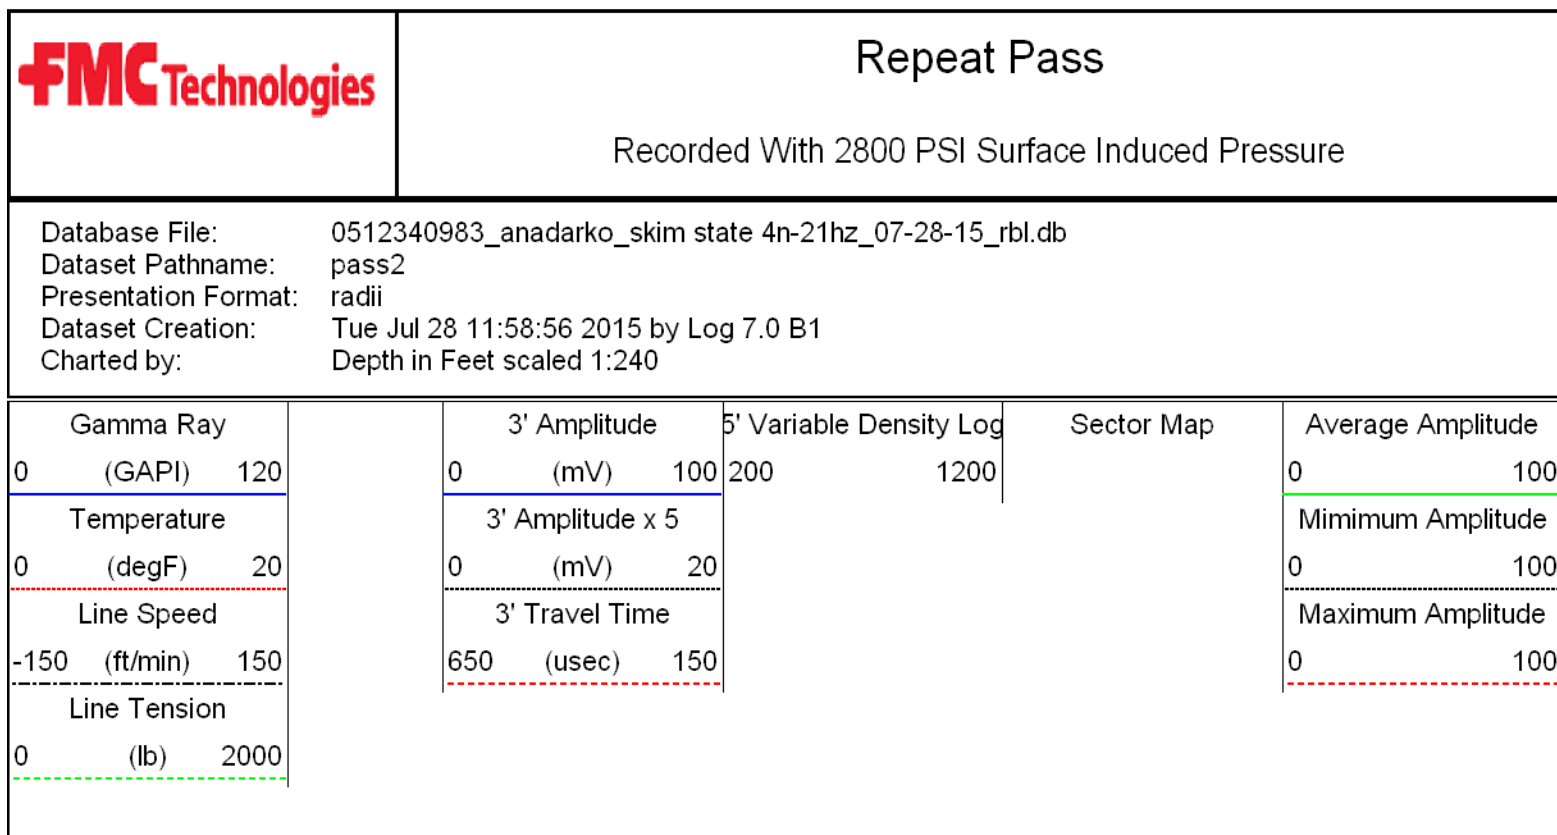 FMC Technologies
Repeat Pass
Recorded With 2800 PSI Surface Induced Pressure
Database File: 0512340983_anadarko_skim state 4n-21hz_07-28-15_rbl.db
Dataset Pathname: pass2
Presentation Format: radii
Dataset Creation: Tue Jul 28 11:58:56 2015 by Log 7.0 B1
Charted by: Depth in Feet scaled 1:240
Gamma Ray
0 (GAPI) 120
Temperature
0 (degF) 20
Line Speed
-150 (ft/min) 150
Line Tension
0 (lb) 2000
3' Amplitude
0 (mV) 100
3' Amplitude x 5
0 (mV) 20
3' Travel Time
650 (usec) 150
5' Variable Density Log
200 1200
Sector Map
Average Amplitude
0 100
Mimimum Amplitude
0 100
Maximum Amplitude
0 100